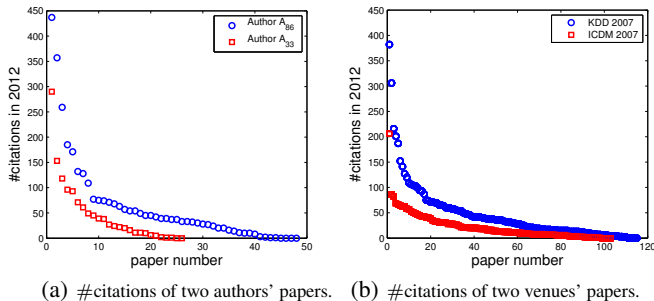 450
400
350
300
250
200
150
100
50
0
#citations in 2012
Author A86
Author A33
0 10 20 30 40 50
paper number
(a) #citations of two authors' papers.
450
400
350
300
250
200
150
100
50
0
#citations in 2012
KDD 2007
ICDM 2007
0 20 40 60 80 100 120
paper number
(b) #citations of two venues' papers.